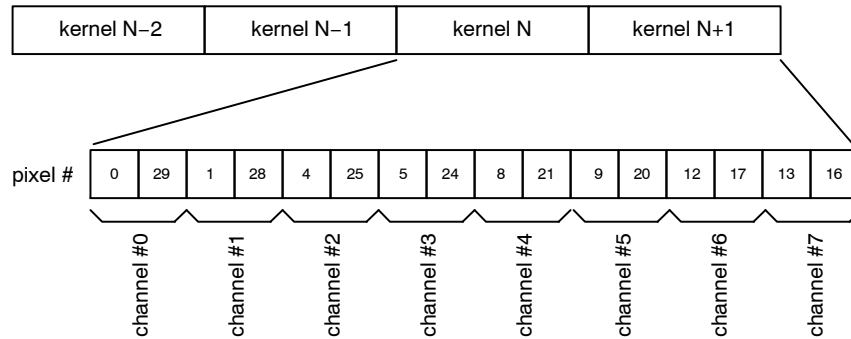 kernel N−2 kernel N−1 kernel N kernel N+1
pixel # 0 29 1 28 4 25 5 24 8 21 9 20 12 17 13 16
channel #0
channel #1
channel #2
channel #3
channel #4
channel #5
channel #6
channel #7